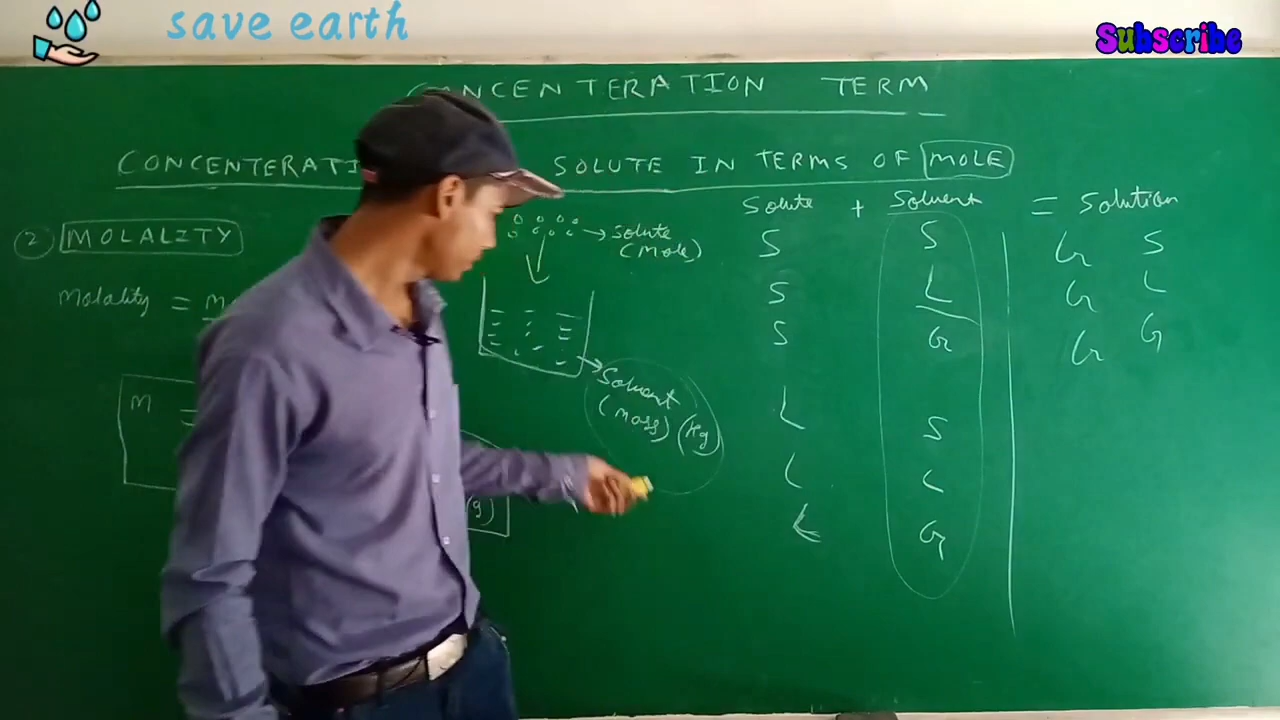 save earth
Subscribe
CONCENTERATION TERM
SOLUTE IN TERMS OF MOLE
2 MOLALITY
Molality =
solute
(mole)
Solvent
(mass) (kg)
M =
(g)
Solute + Solvent = Solution
S S G S
S L G L
S G G G
L S
L L
L G